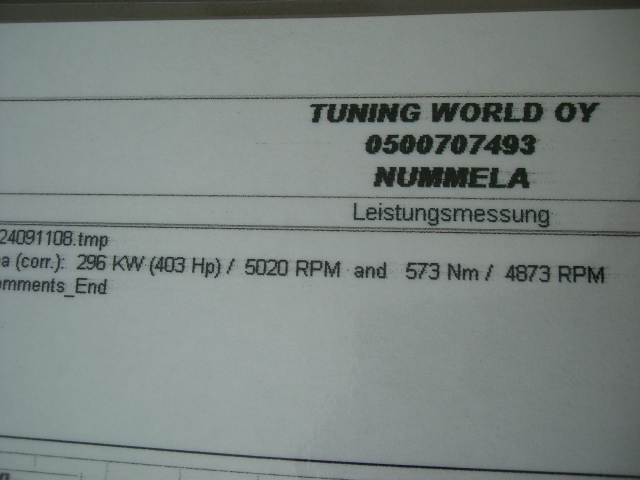 TUNING WORLD OY
0500707493
NUMMELA
Leistungsmessung
24091108.tmp
a (corr.): 296 KW (403 Hp) / 5020 RPM and 573 Nm / 4873 RPM
omments_End